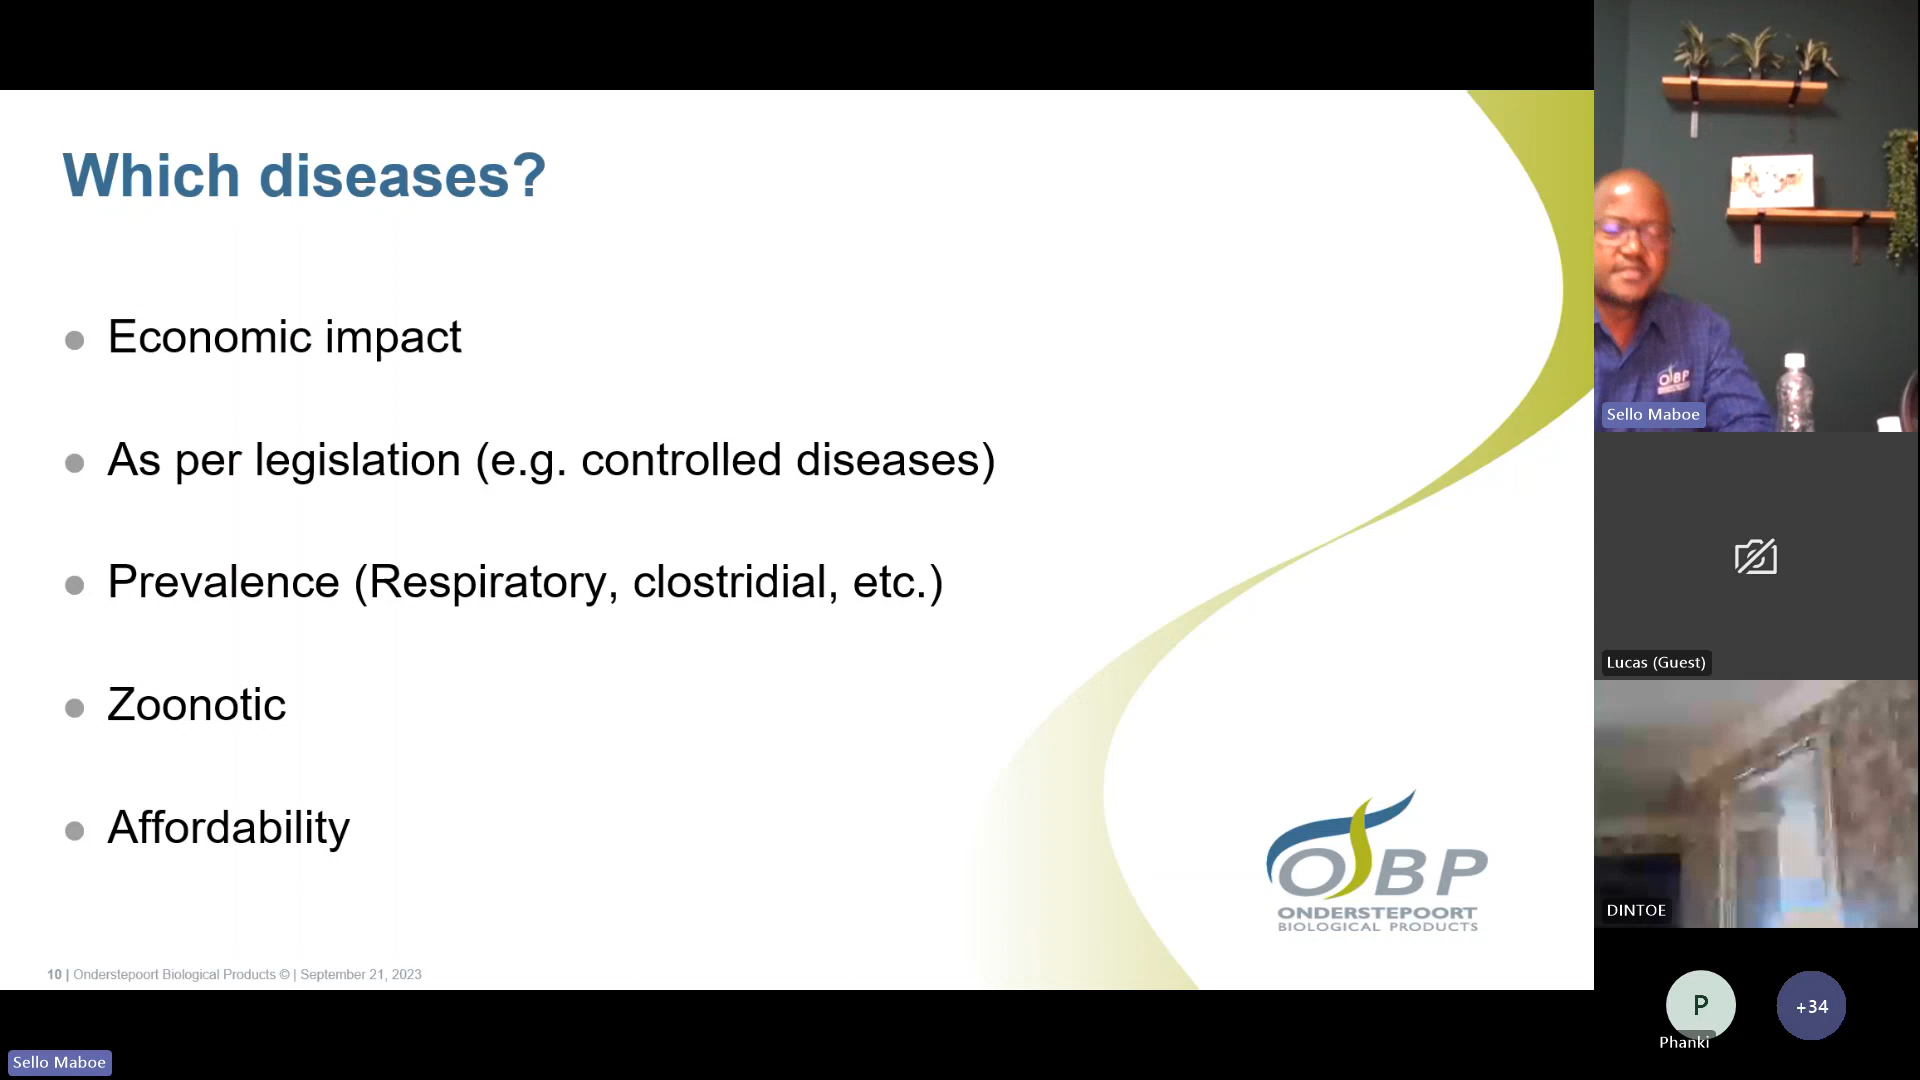 Which diseases?
Economic impact
As per legislation (e.g. controlled diseases)
Prevalence (Respiratory, clostridial, etc.)
Zoonotic
Affordability
OBP
ONDERSTEPOORT
BIOLOGICAL PRODUCTS
10 | Onderstepoort Biological Products © | September 21, 2023
Sello Maboe
OBP
Sello Maboe
Lucas (Guest)
DINTOE
P
Phanki
+34